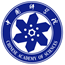 中国科学院
CHINESE ACADEMY OF SCIENCES